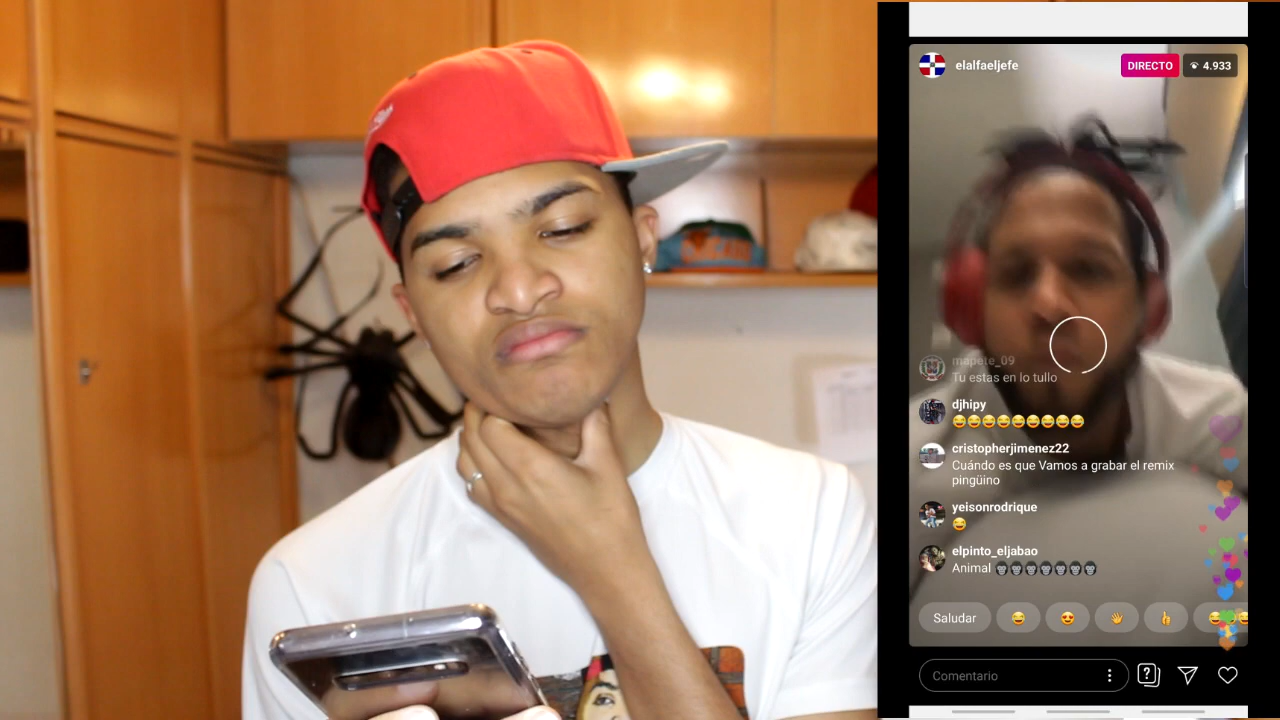 elalfaeljefe
DIRECTO
4.933
mapete_09
Tu estas en lo tullo
djhipy
😂😂😂😂😂😂😂😂😂
cristopherjimenez22
Cuándo es que Vamos a grabar el remix
pingüino
yeisonrodrique
😂
elpinto_eljabao
Animal 🦍🦍🦍🦍🦍🦍🦍
Saludar
Comentario